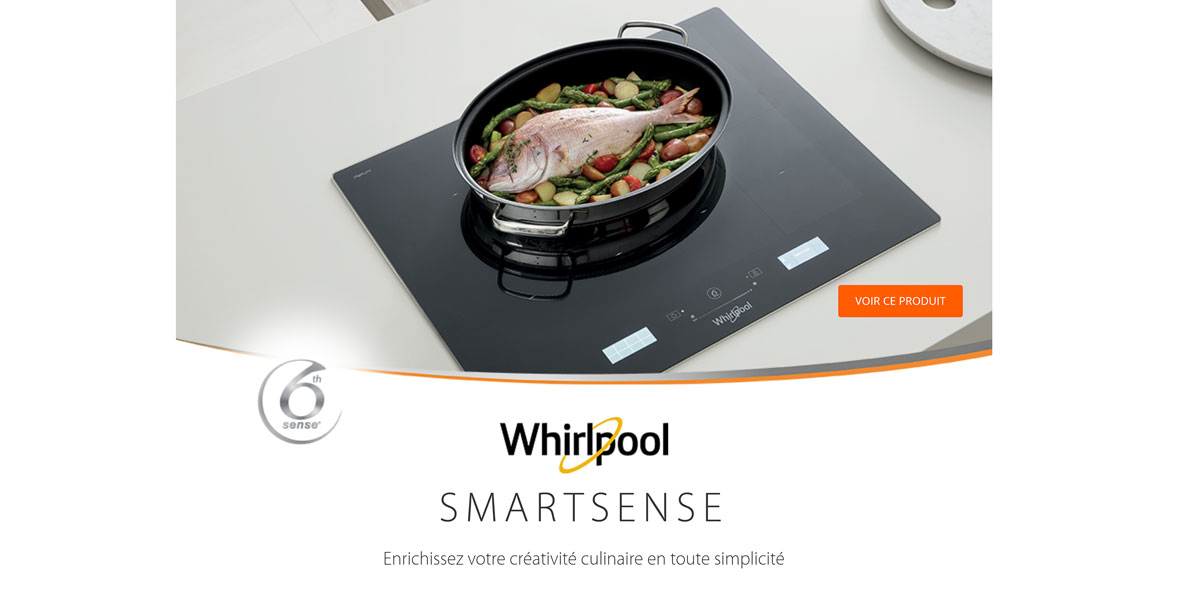 VOIR CE PRODUIT
Whirlpool
6th
sense®
Whirlpool
SMARTSENSE
Enrichissez votre créativité culinaire en toute simplicité